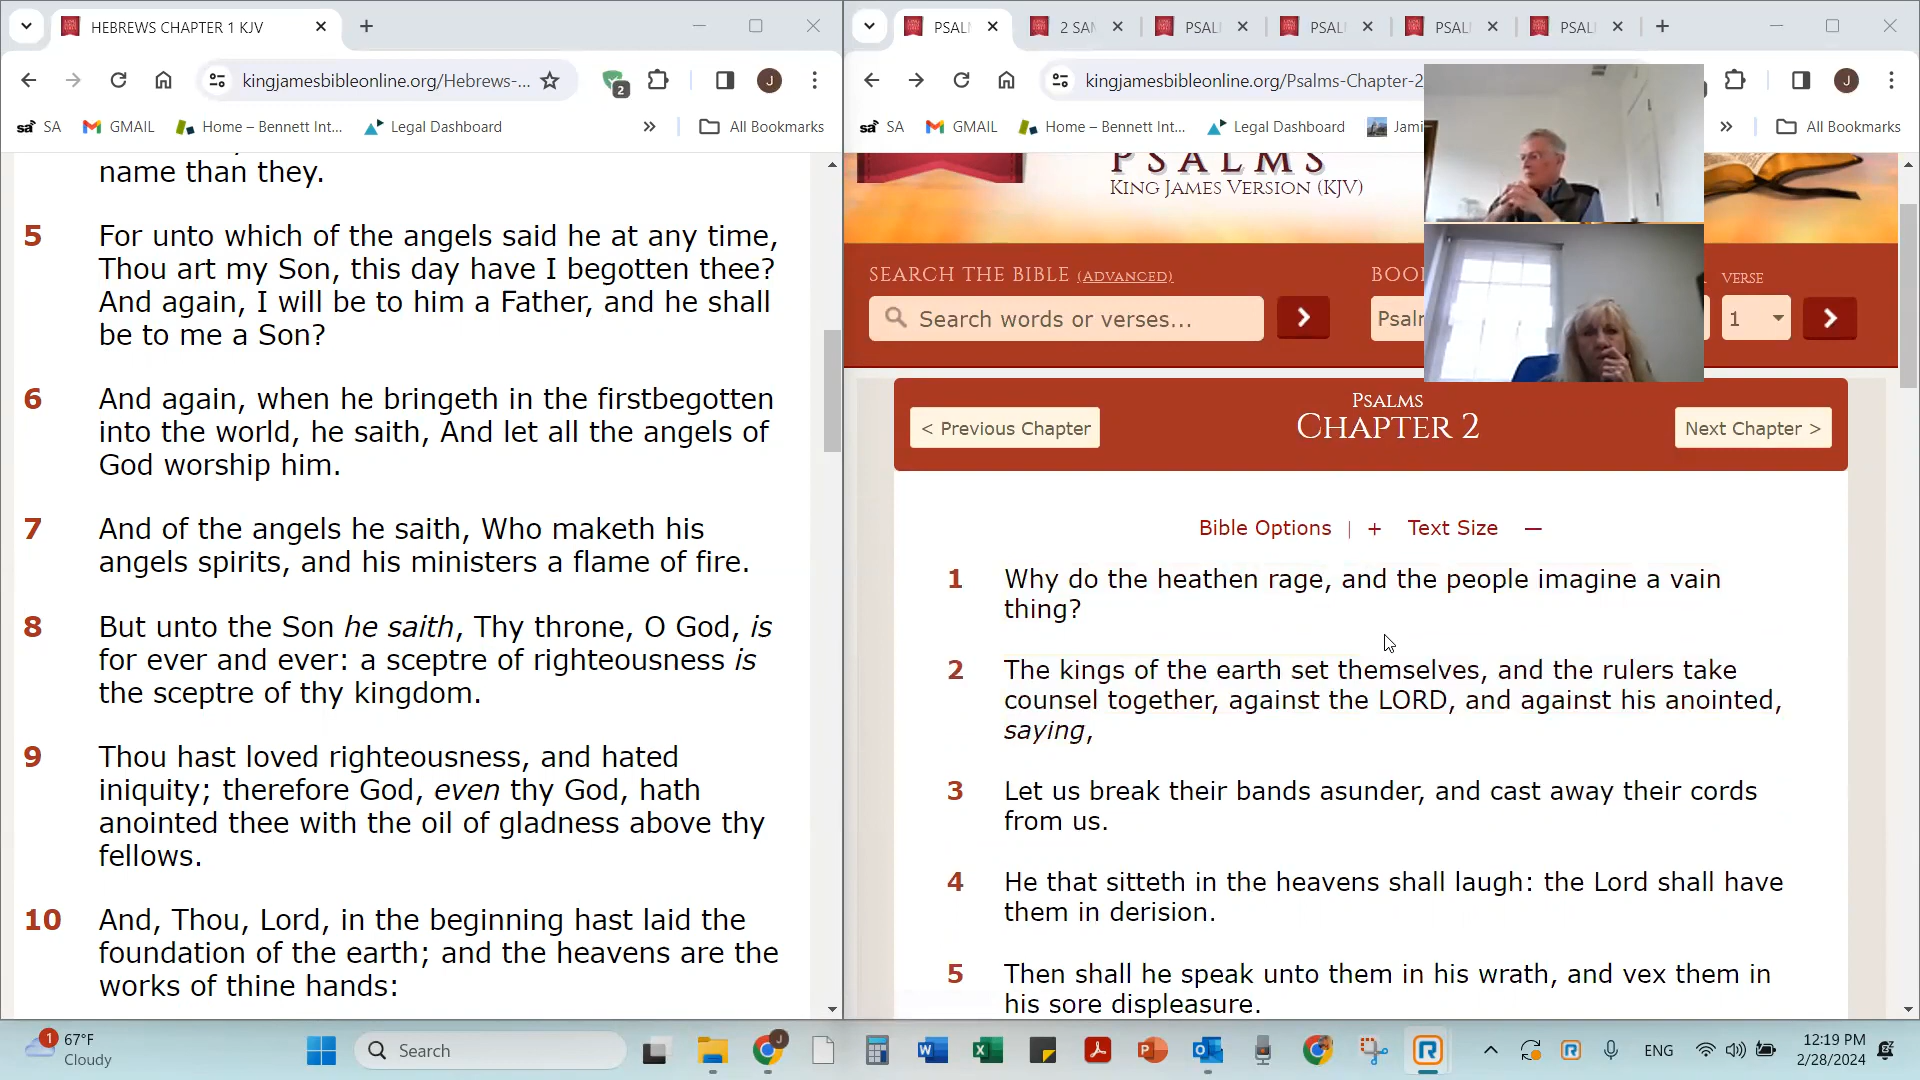 HEBREWS CHAPTER 1 KJV
kingjamesbibleonline.org/Hebrews-...
2
J
SA
GMAIL
Home – Bennett Int...
Legal Dashboard
»
All Bookmarks
name than they.
5 For unto which of the angels said he at any time,
Thou art my Son, this day have I begotten thee?
And again, I will be to him a Father, and he shall
be to me a Son?
6 And again, when he bringeth in the firstbegotten
into the world, he saith, And let all the angels of
God worship him.
7 And of the angels he saith, Who maketh his
angels spirits, and his ministers a flame of fire.
8 But unto the Son he saith, Thy throne, O God, is
for ever and ever: a sceptre of righteousness is
the sceptre of thy kingdom.
9 Thou hast loved righteousness, and hated
iniquity; therefore God, even thy God, hath
anointed thee with the oil of gladness above thy
fellows.
10 And, Thou, Lord, in the beginning hast laid the
foundation of the earth; and the heavens are the
works of thine hands:
PSALM
2 SAM
PSAL
PSAL
PSAL
PSAL
kingjamesbibleonline.org/Psalms-Chapter-2
J
SA
GMAIL
Home – Bennett Int...
Legal Dashboard
Jami
»
All Bookmarks
PSALMS
KING JAMES VERSION (KJV)
SEARCH THE BIBLE (ADVANCED)
BOO
VERSE
Search words or verses...
Psalr
1
PSALMS
CHAPTER 2
< Previous Chapter
Next Chapter >
Bible Options | + Text Size —
1 Why do the heathen rage, and the people imagine a vain
thing?
2 The kings of the earth set themselves, and the rulers take
counsel together, against the LORD, and against his anointed,
saying,
3 Let us break their bands asunder, and cast away their cords
from us.
4 He that sitteth in the heavens shall laugh: the Lord shall have
them in derision.
5 Then shall he speak unto them in his wrath, and vex them in
his sore displeasure.
1
67°F
Cloudy
Search
ENG
12:19 PM
2/28/2024